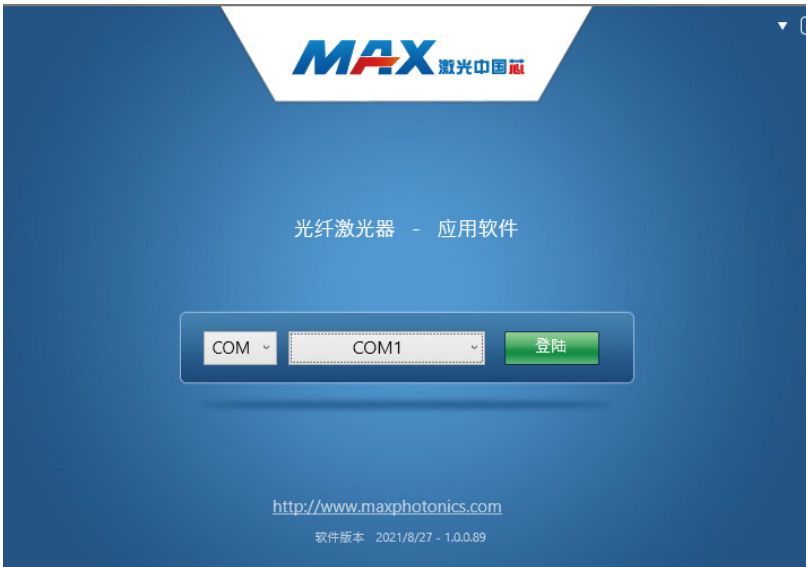 MAX 激光中国芯
光纤激光器 - 应用软件
COM COM1 登陆
http://www.maxphotonics.com
软件版本 2021/8/27 - 1.0.0.89